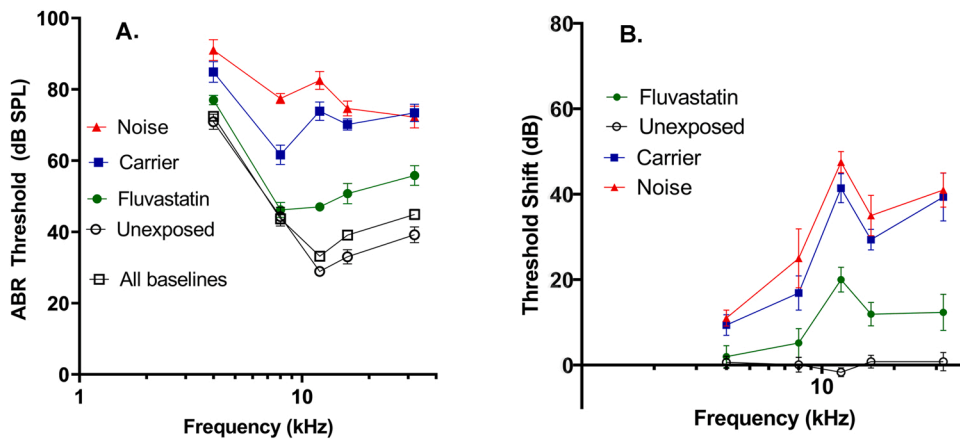 A.
ABR Threshold (dB SPL)
100
80
60
40
20
0
Noise
Carrier
Fluvastatin
Unexposed
All baselines
1
10
Frequency (kHz)
B.
Threshold Shift (dB)
80
60
40
20
0
Fluvastatin
Unexposed
Carrier
Noise
10
Frequency (kHz)